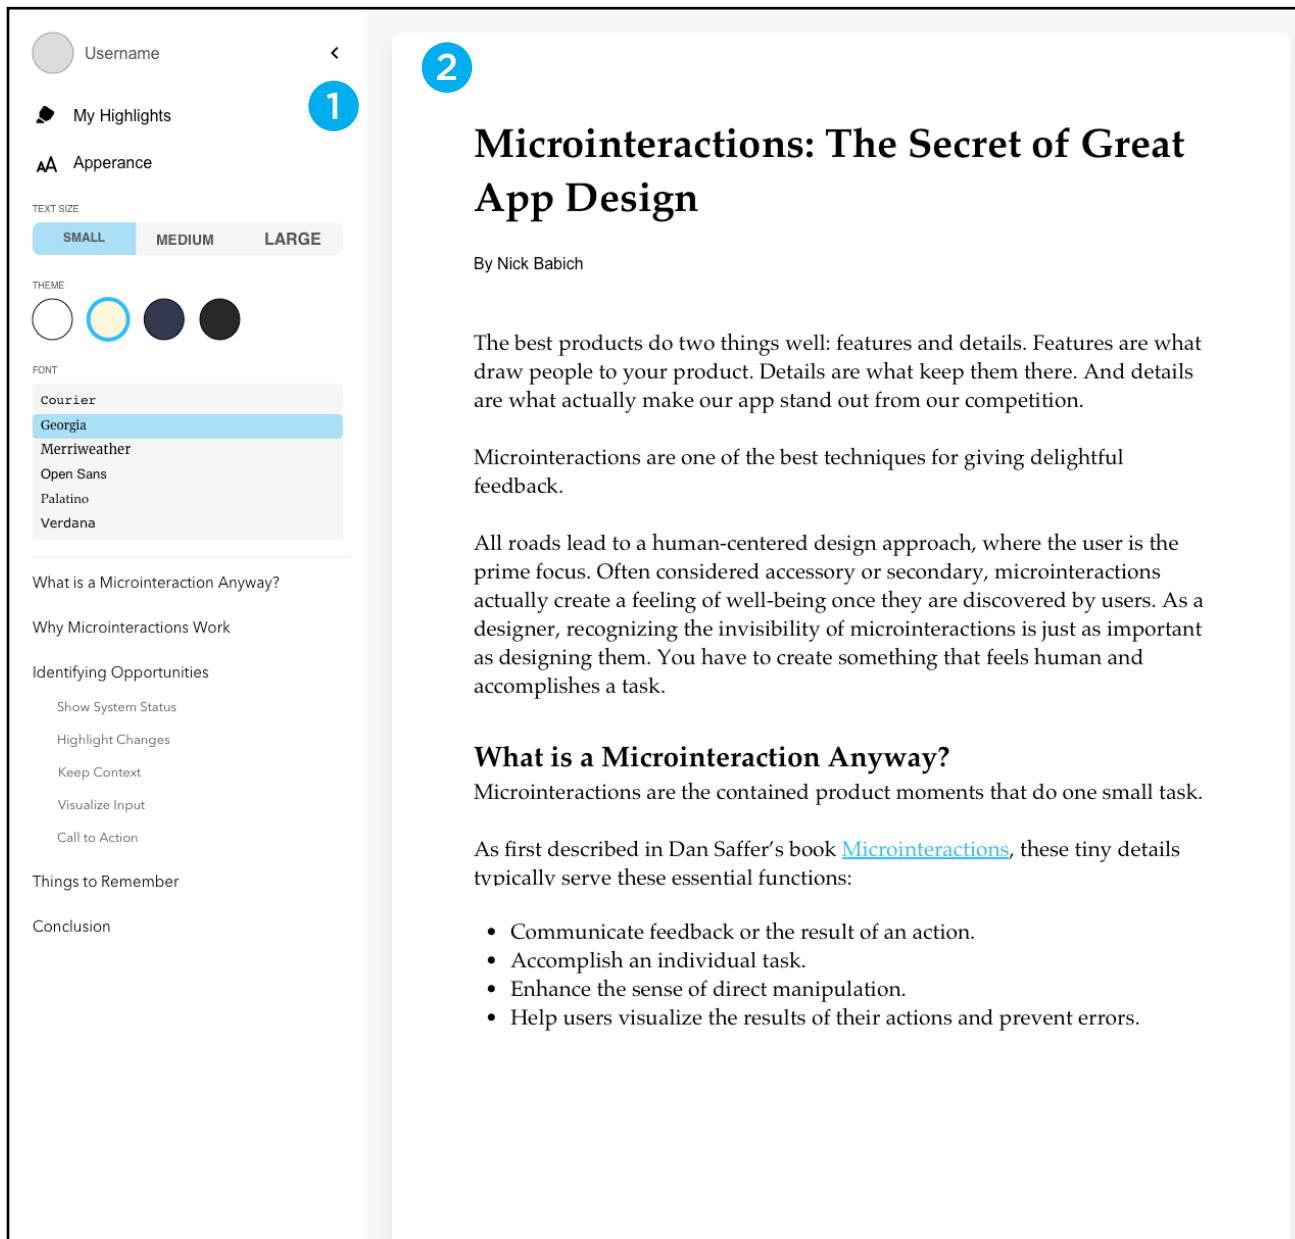 Username
1
My Highlights
Apperance
TEXT SIZE
SMALL MEDIUM LARGE
THEME
FONT
Courier
Georgia
Merriweather
Open Sans
Palatino
Verdana
What is a Microinteraction Anyway?
Why Microinteractions Work
Identifying Opportunities
Show System Status
Highlight Changes
Keep Context
Visualize Input
Call to Action
Things to Remember
Conclusion
2
Microinteractions: The Secret of Great
App Design
By Nick Babich
The best products do two things well: features and details. Features are what
draw people to your product. Details are what keep them there. And details
are what actually make our app stand out from our competition.
Microinteractions are one of the best techniques for giving delightful
feedback.
All roads lead to a human-centered design approach, where the user is the
prime focus. Often considered accessory or secondary, microinteractions
actually create a feeling of well-being once they are discovered by users. As a
designer, recognizing the invisibility of microinteractions is just as important
as designing them. You have to create something that feels human and
accomplishes a task.
What is a Microinteraction Anyway?
Microinteractions are the contained product moments that do one small task.
As first described in Dan Saffer’s book Microinteractions, these tiny details
typically serve these essential functions:
• Communicate feedback or the result of an action.
• Accomplish an individual task.
• Enhance the sense of direct manipulation.
• Help users visualize the results of their actions and prevent errors.